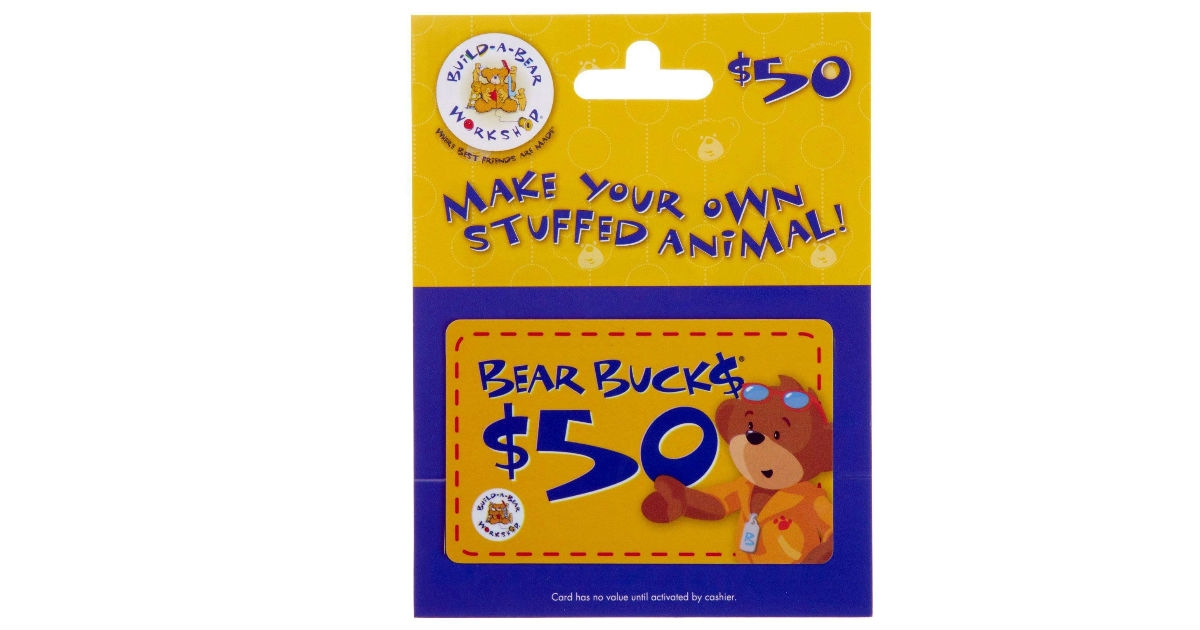 BUILD-A-BEAR
WORKSHOP®
WHERE BEST FRIENDS ARE MADE®
$50
MAKE YOUR OWN
STUFFED ANiMAL!
BEAR BUCK$®
$50
BUILD-A-BEAR
WORKSHOP
B
Card has no value until activated by cashier.